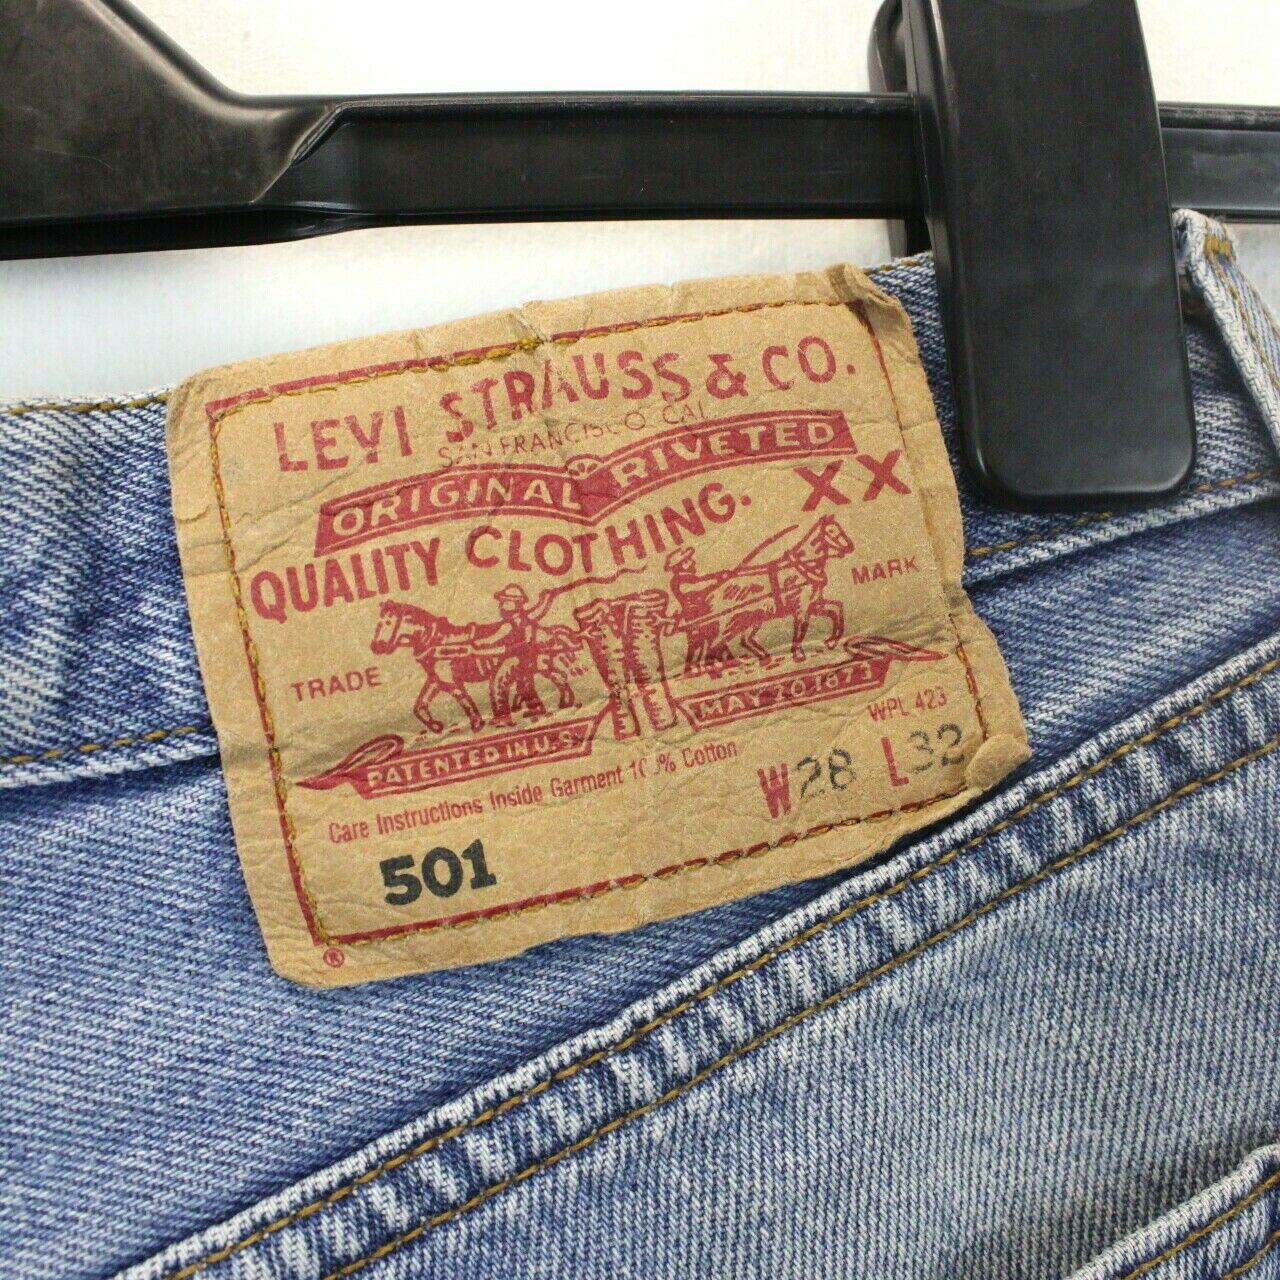 LEVI STRAUSS & CO.
SAN FRANCISCO CAL
ORIGINAL RIVETED
QUALITY CLOTHING. XX
TRADE MARK
PATENTED IN U.S. MAY 20 1873
WPL 423
Care Instructions Inside Garment 100% Cotton
W28 L32
501
®